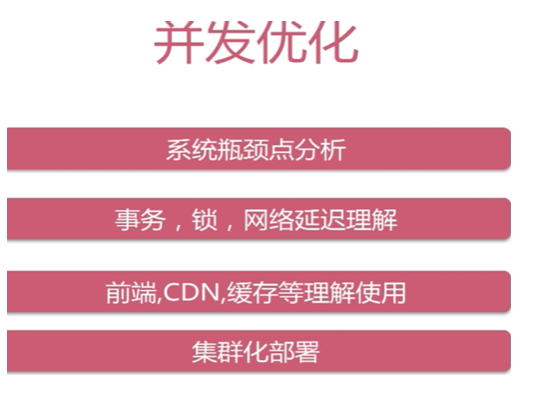 并发优化
系统瓶颈点分析
事务，锁，网络延迟理解
前端,CDN,缓存等理解使用
集群化部署